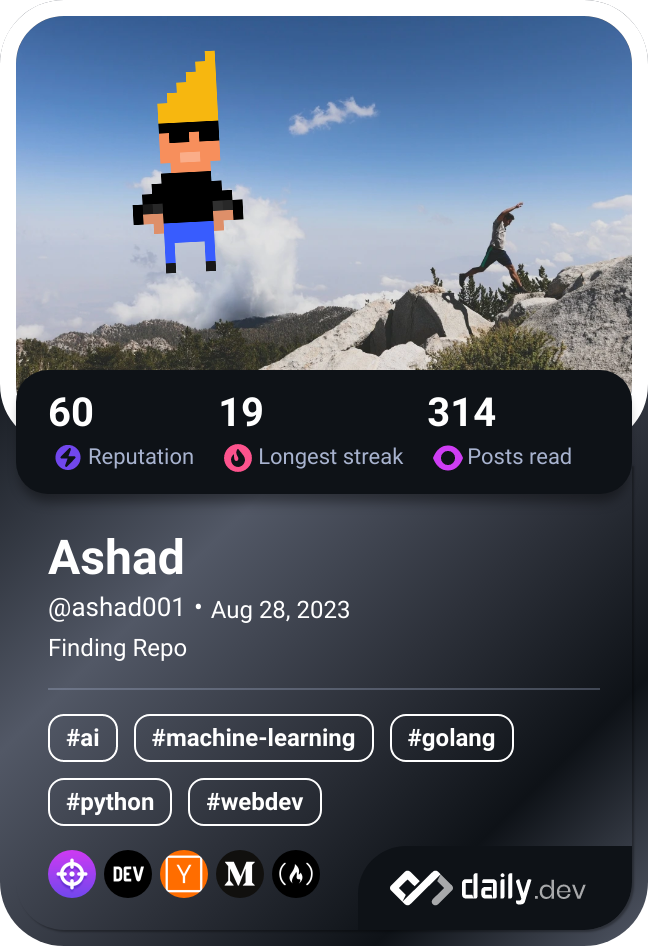 60 19 314
Reputation Longest streak Posts read
Ashad
@ashad001 • Aug 28, 2023
Finding Repo
#ai #machine-learning #golang
#python #webdev
DEV Y M
daily.dev